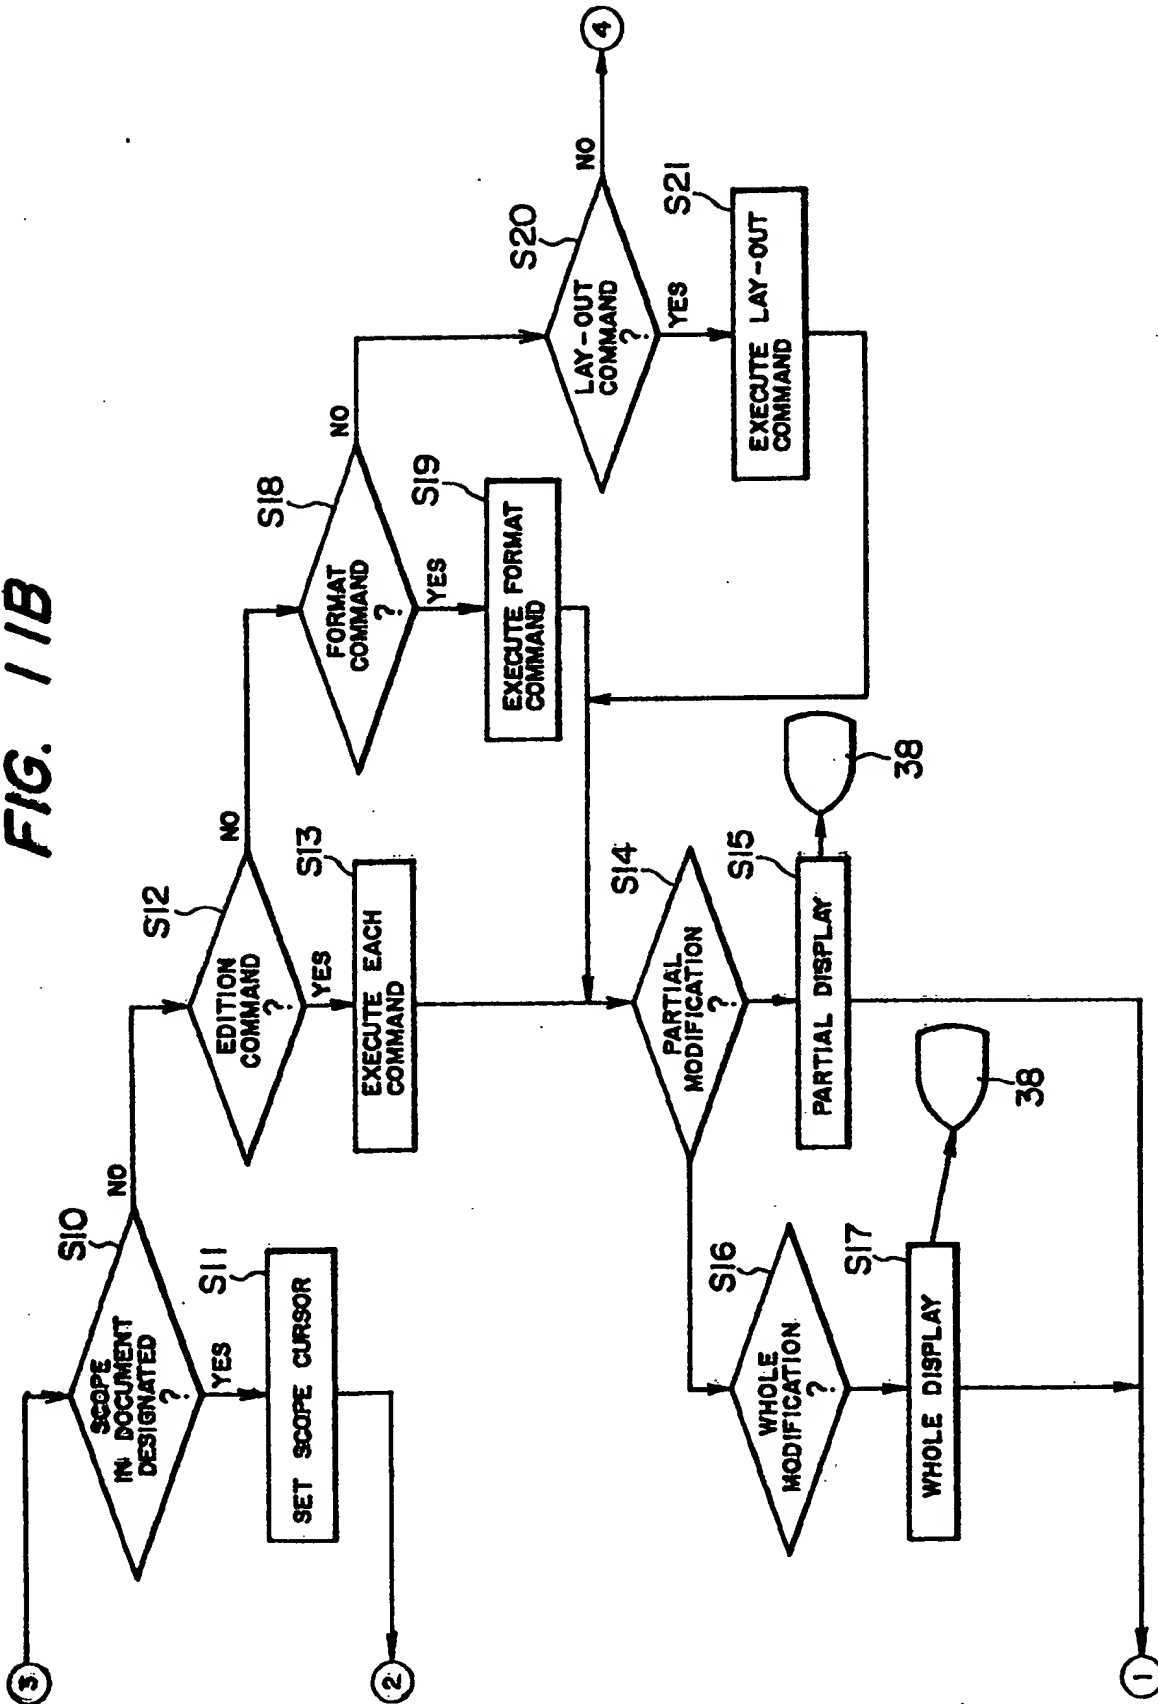 FIG. 11B
3
SCOPE
IN DOCUMENT
DESIGNATED
?
S10
NO
YES
S11
SET SCOPE CURSOR
2
EDITION
COMMAND
?
S12
NO
YES
S13
EXECUTE EACH
COMMAND
FORMAT
COMMAND
?
S18
NO
YES
S19
EXECUTE FORMAT
COMMAND
LAY-OUT
COMMAND
?
S20
NO
4
YES
S21
EXECUTE LAY-OUT
COMMAND
PARTIAL
MODIFICATION
?
S14
S15
PARTIAL DISPLAY
38
WHOLE
MODIFICATION
?
S16
S17
WHOLE DISPLAY
38
1